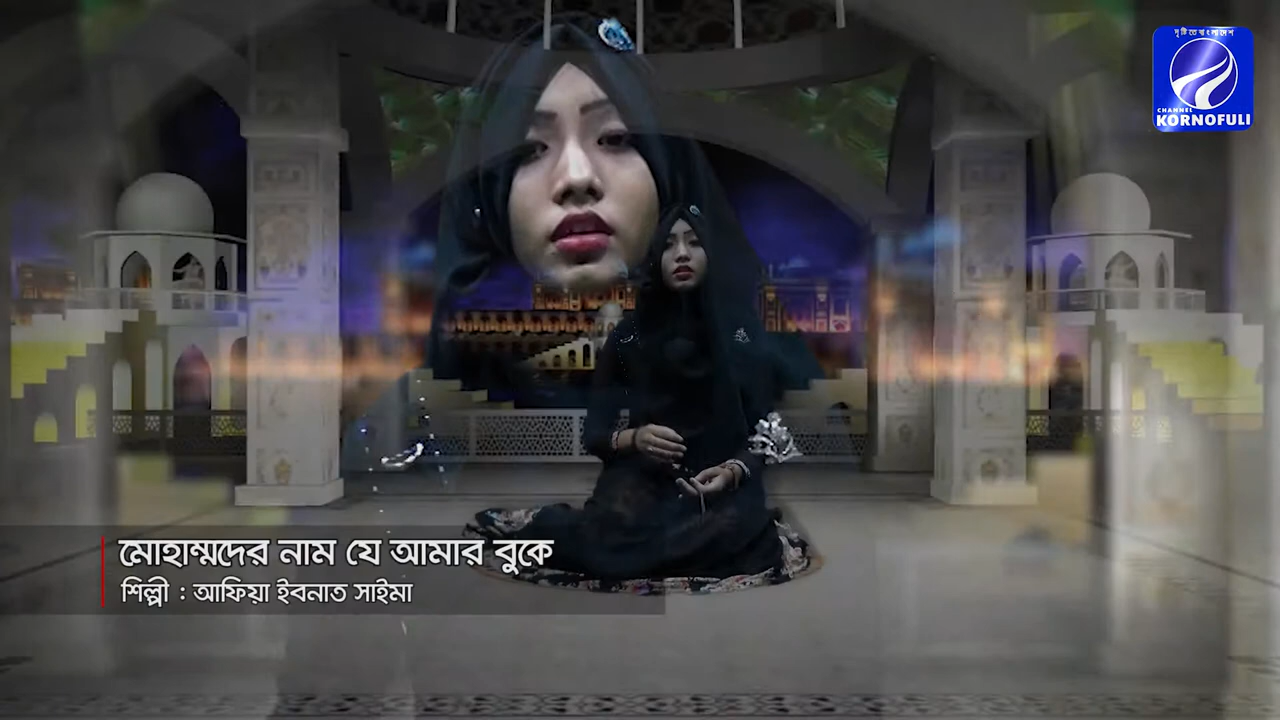 সৃষ্টিতে বাংলাদেশ
CHANNEL
KORNOFULI
মোহাম্মদের নাম যে আমার বুকে
শিল্পী : আফিয়া ইবনাত সাইমা